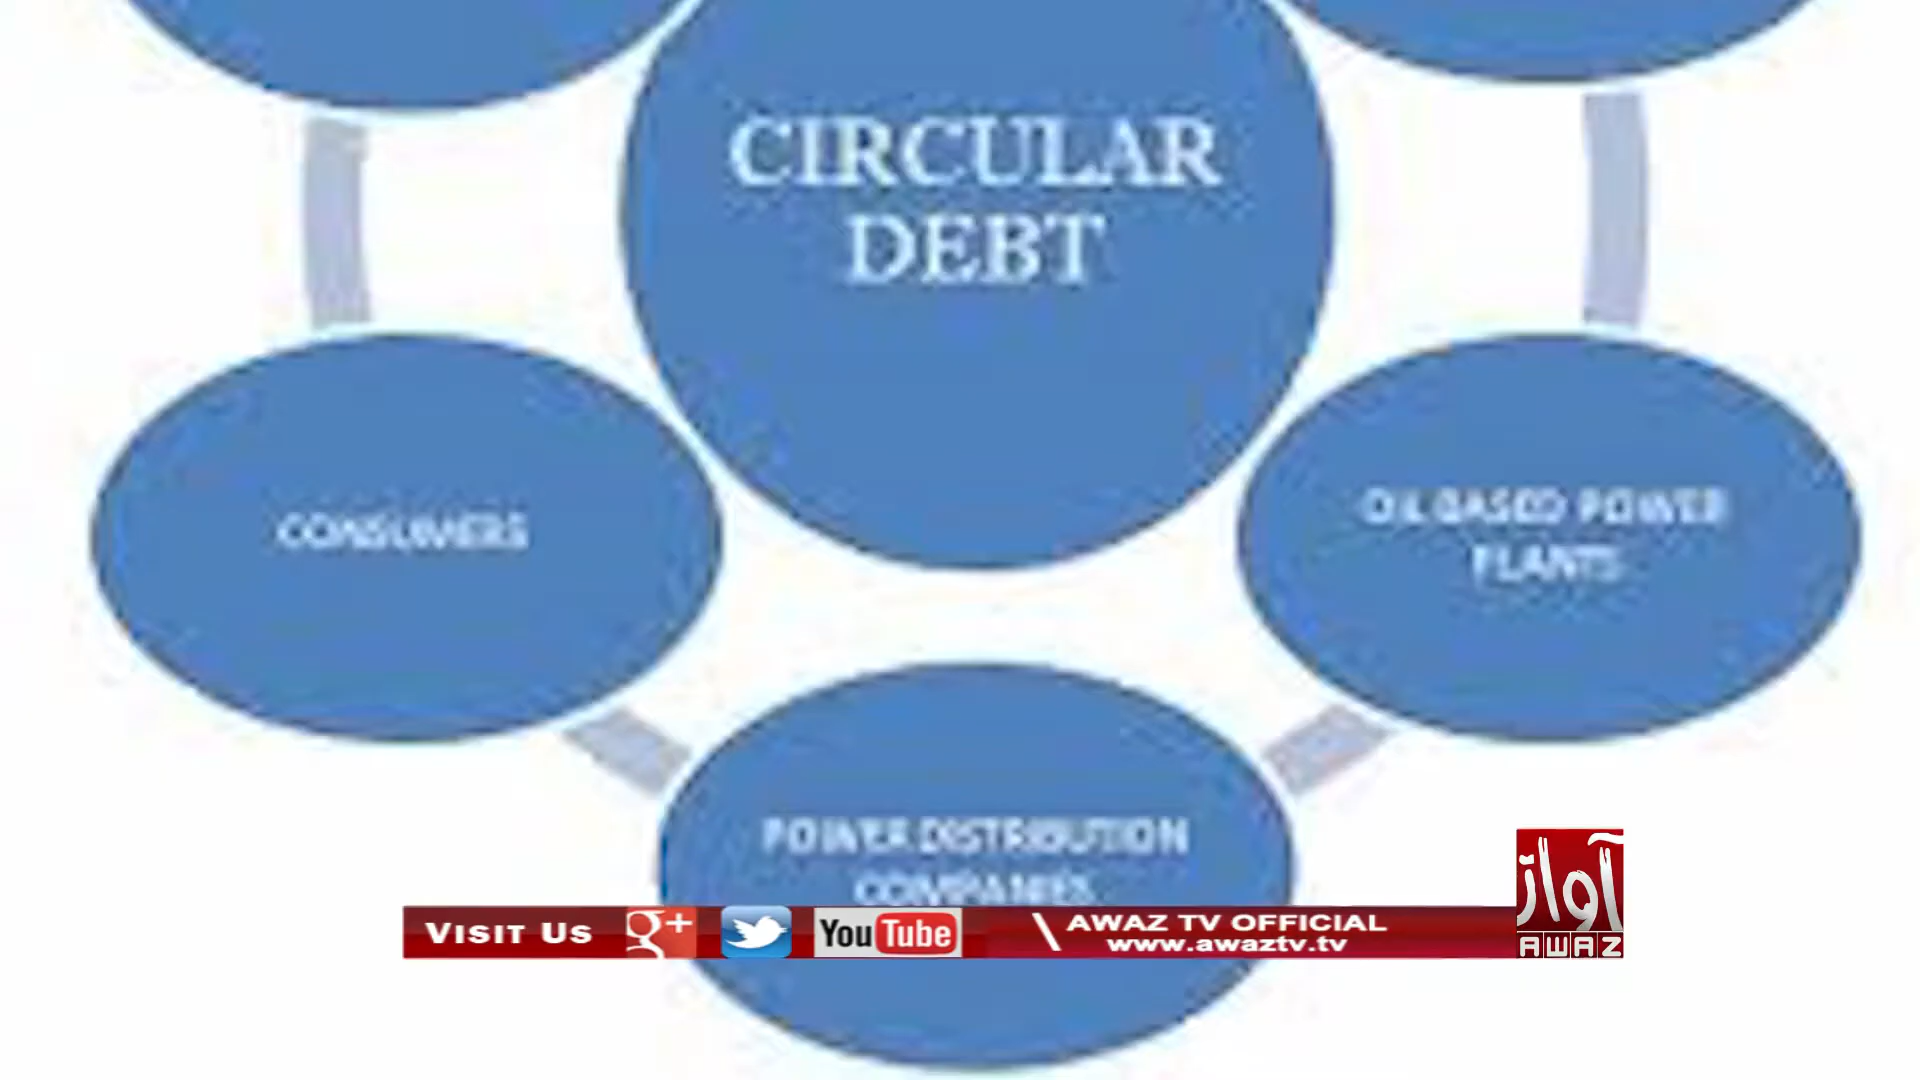 CIRCULAR
DEBT
CONSUMERS
OIL BASED POWER
PLANTS
POWER DISTRIBUTION
COMPANIES
VISIT US g+ You Tube \ AWAZ TV OFFICIAL
www.awaztv.tv
آواز
AWAZ